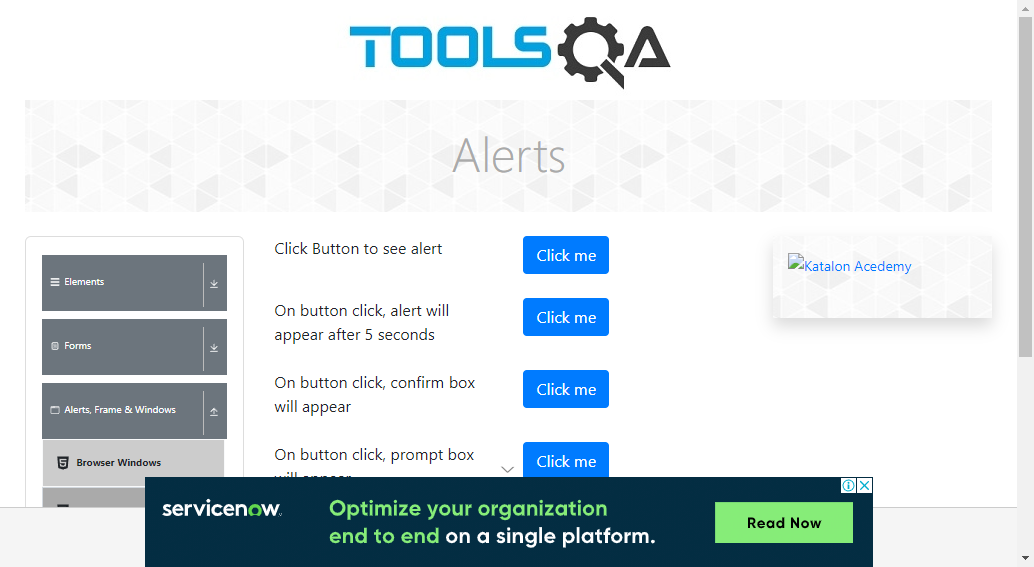 TOOLSQA
Alerts
Elements
Forms
Alerts, Frame & Windows
Browser Windows
Click Button to see alert
Click me
On button click, alert will
appear after 5 seconds
Click me
On button click, confirm box
will appear
Click me
On button click, prompt box
will appear
Click me
Katalon Acedemy
servicenow
Optimize your organization
end to end on a single platform.
Read Now